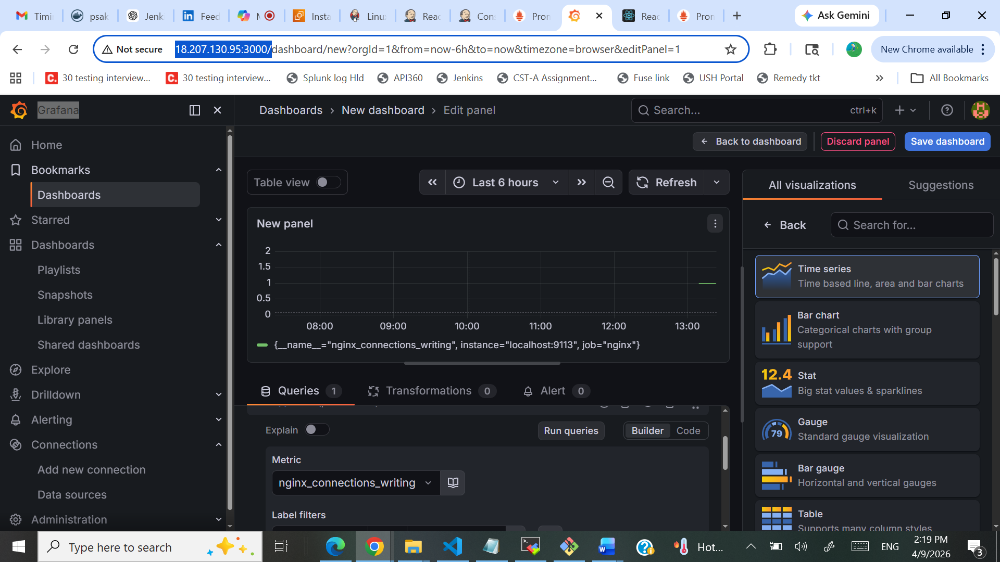 Timi
psak
Jenk
Feed
M
Insta
Linu
Reac
Con
Pron
Reac
Pron
Ask Gemini
Not secure
18.207.130.95:3000/dashboard/new?orgId=1&from=now-6h&to=now&timezone=browser&editPanel=1
New Chrome available
30 testing interview...
30 testing interview...
Splunk log Hld
API360
Jenkins
CST-A Assignment...
Fuse link
USH Portal
Remedy tkt
»
All Bookmarks
Grafana
Dashboards › New dashboard › Edit panel
Search...
ctrl+k
Back to dashboard
Discard panel
Save dashboard
Home
Bookmarks
Dashboards
Starred
Dashboards
Playlists
Snapshots
Library panels
Shared dashboards
Explore
Drilldown
Alerting
Connections
Add new connection
Data sources
Administration
Table view
Last 6 hours
Refresh
New panel
2
1.5
1
0.5
0
08:00
09:00
10:00
11:00
12:00
13:00
{__name__="nginx_connections_writing", instance="localhost:9113", job="nginx"}
Queries 1
Transformations 0
Alert 0
Explain
Run queries
Builder
Code
Metric
nginx_connections_writing
Label filters
All visualizations
Suggestions
Back
Search for...
Time series
Time based line, area and bar charts
Bar chart
Categorical charts with group
support
12.4
Stat
Big stat values & sparklines
79
Gauge
Standard gauge visualization
Bar gauge
Horizontal and vertical gauges
Table
Supports many column styles
Type here to search
Hot...
ENG
2:19 PM
4/9/2026
3